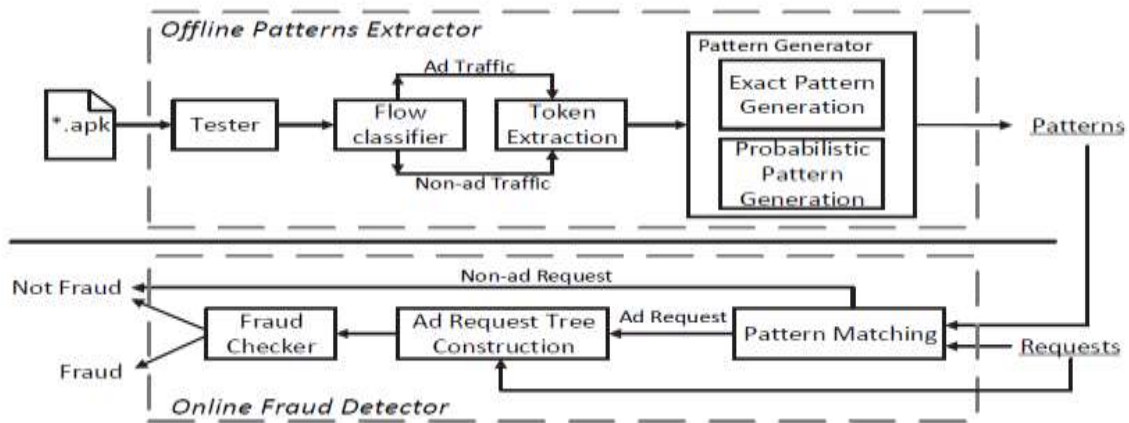 Offline Patterns Extractor
Pattern Generator
Ad Traffic
Exact Pattern
Generation
*.apk
Tester
Flow
classifier
Token
Extraction
Patterns
Non-ad Traffic
Probabilistic
Pattern
Generation
Non-ad Request
Not Fraud
Fraud
Checker
Ad Request Tree
Construction
Ad Request
Pattern Matching
Requests
Fraud
Online Fraud Detector